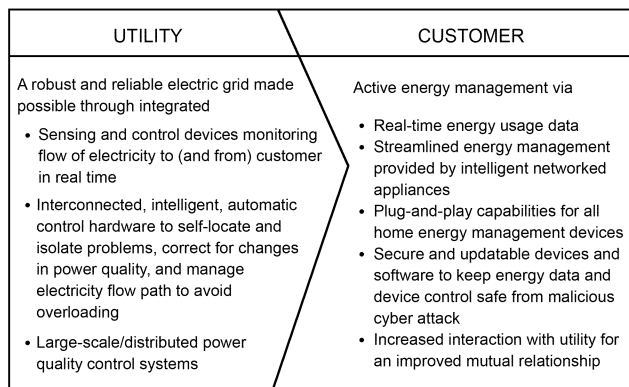 UTILITY
A robust and reliable electric grid made
possible through integrated
• Sensing and control devices monitoring
flow of electricity to (and from) customer
in real time
• Interconnected, intelligent, automatic
control hardware to self-locate and
isolate problems, correct for changes
in power quality, and manage
electricity flow path to avoid
overloading
• Large-scale/distributed power
quality control systems
CUSTOMER
Active energy management via
• Real-time energy usage data
• Streamlined energy management
provided by intelligent networked
appliances
• Plug-and-play capabilities for all
home energy management devices
• Secure and updatable devices and
software to keep energy data and
device control safe from malicious
cyber attack
• Increased interaction with utility for
an improved mutual relationship